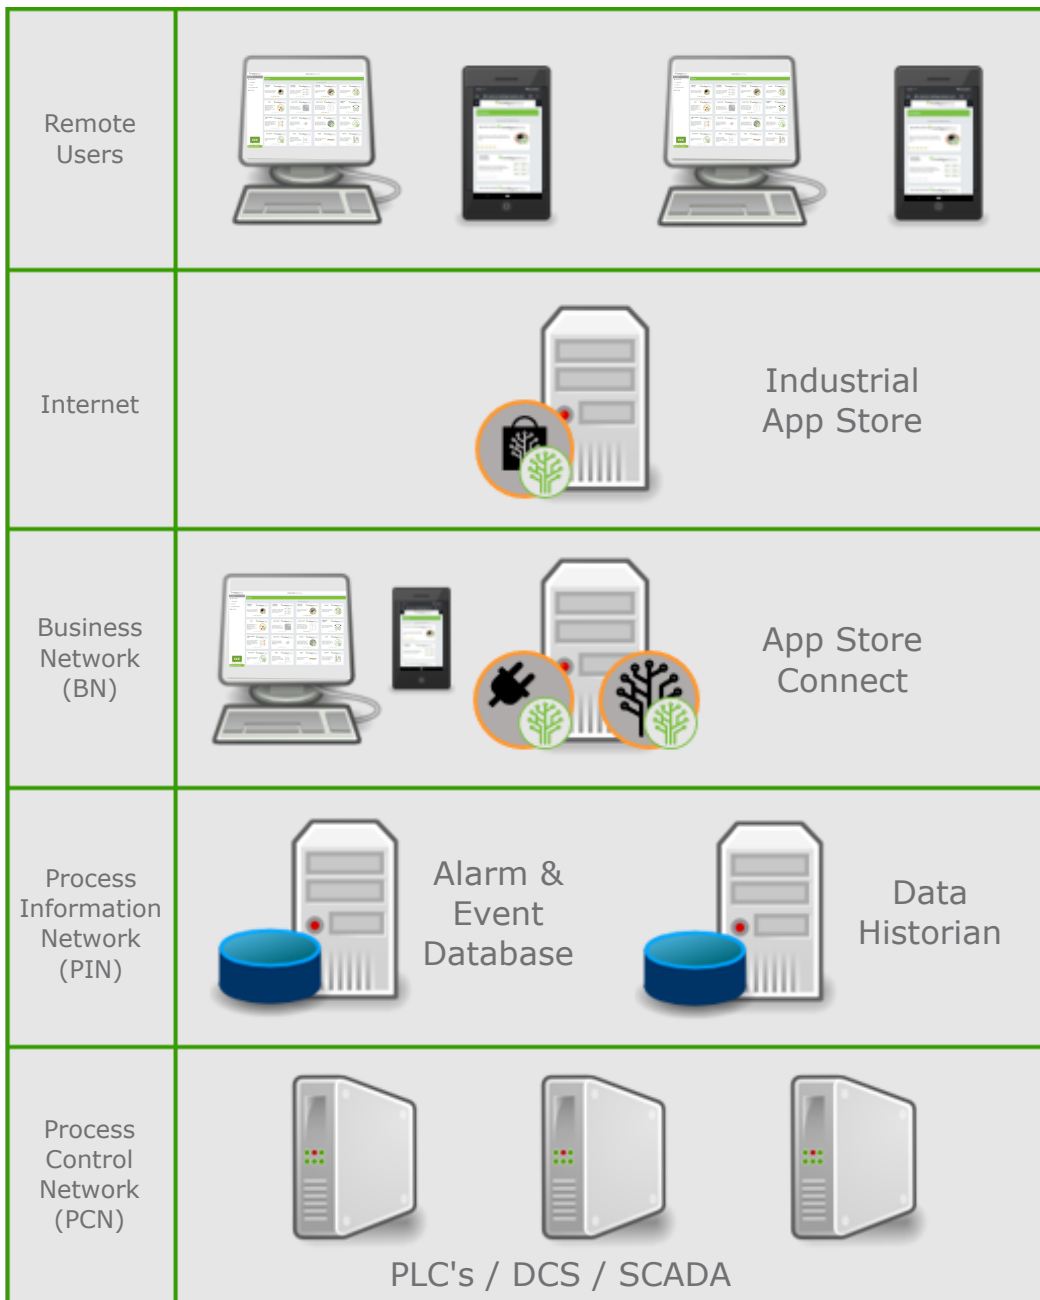 Remote
Users
Internet
Industrial
App Store
Business
Network
(BN)
App Store
Connect
Process
Information
Network
(PIN)
Alarm &
Event
Database
Data
Historian
Process
Control
Network
(PCN)
PLC's / DCS / SCADA